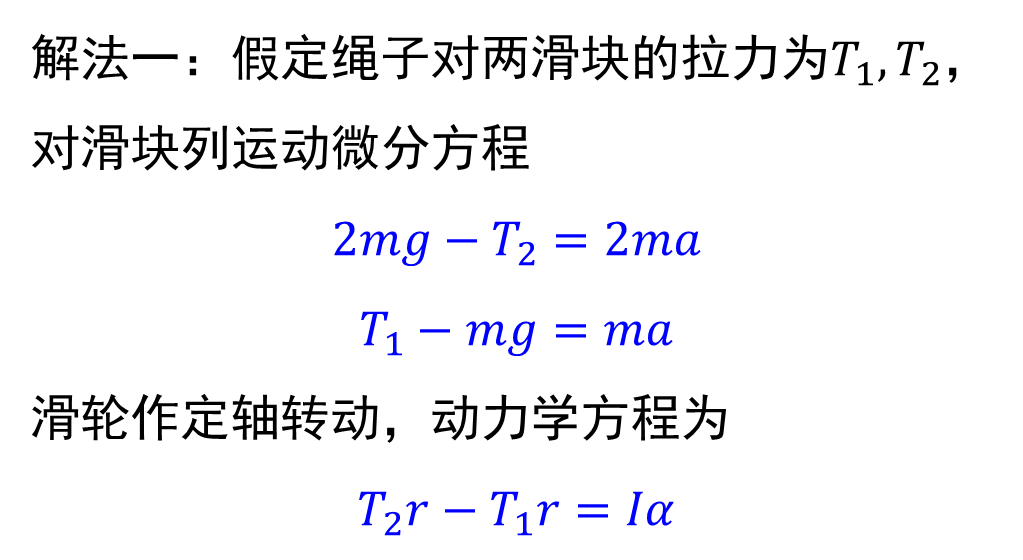 解法一：假定绳子对两滑块的拉力为T₁, T₂，
对滑块列运动微分方程
2mg − T₂ = 2ma
T₁ − mg = ma
滑轮作定轴转动，动力学方程为
T₂r − T₁r = Iα